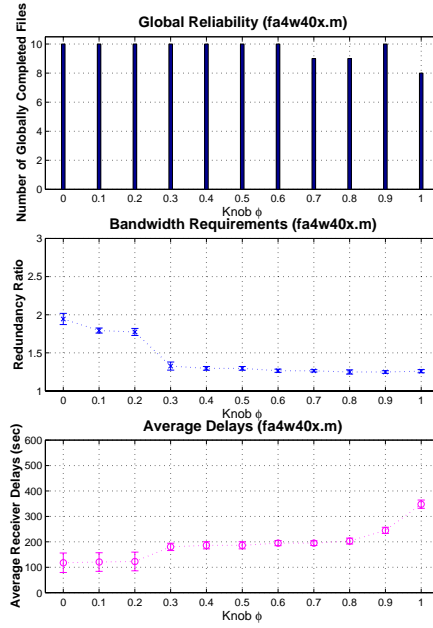 Global Reliability (fa4w40x.m)
Number of Globally Completed Files
10
8
6
4
2
0
0 0.1 0.2 0.3 0.4 0.5 0.6 0.7 0.8 0.9 1
Knob ϕ
Bandwidth Requirements (fa4w40x.m)
Redundancy Ratio
3
2.5
2
1.5
1
0 0.1 0.2 0.3 0.4 0.5 0.6 0.7 0.8 0.9 1
Knob ϕ
Average Delays (fa4w40x.m)
Average Receiver Delays (sec)
600
500
400
300
200
100
0
0 0.1 0.2 0.3 0.4 0.5 0.6 0.7 0.8 0.9 1
Knob ϕ